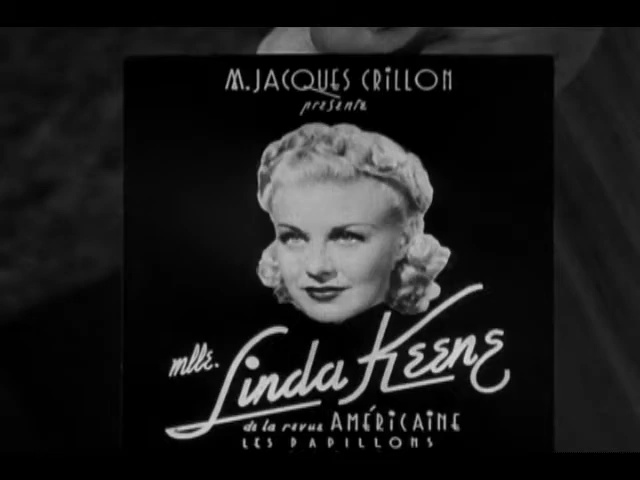 M. JACQUES CRILLON
présente
mlle. Linda Keene
de la revue AMÉRICAINE
LES PAPILLONS